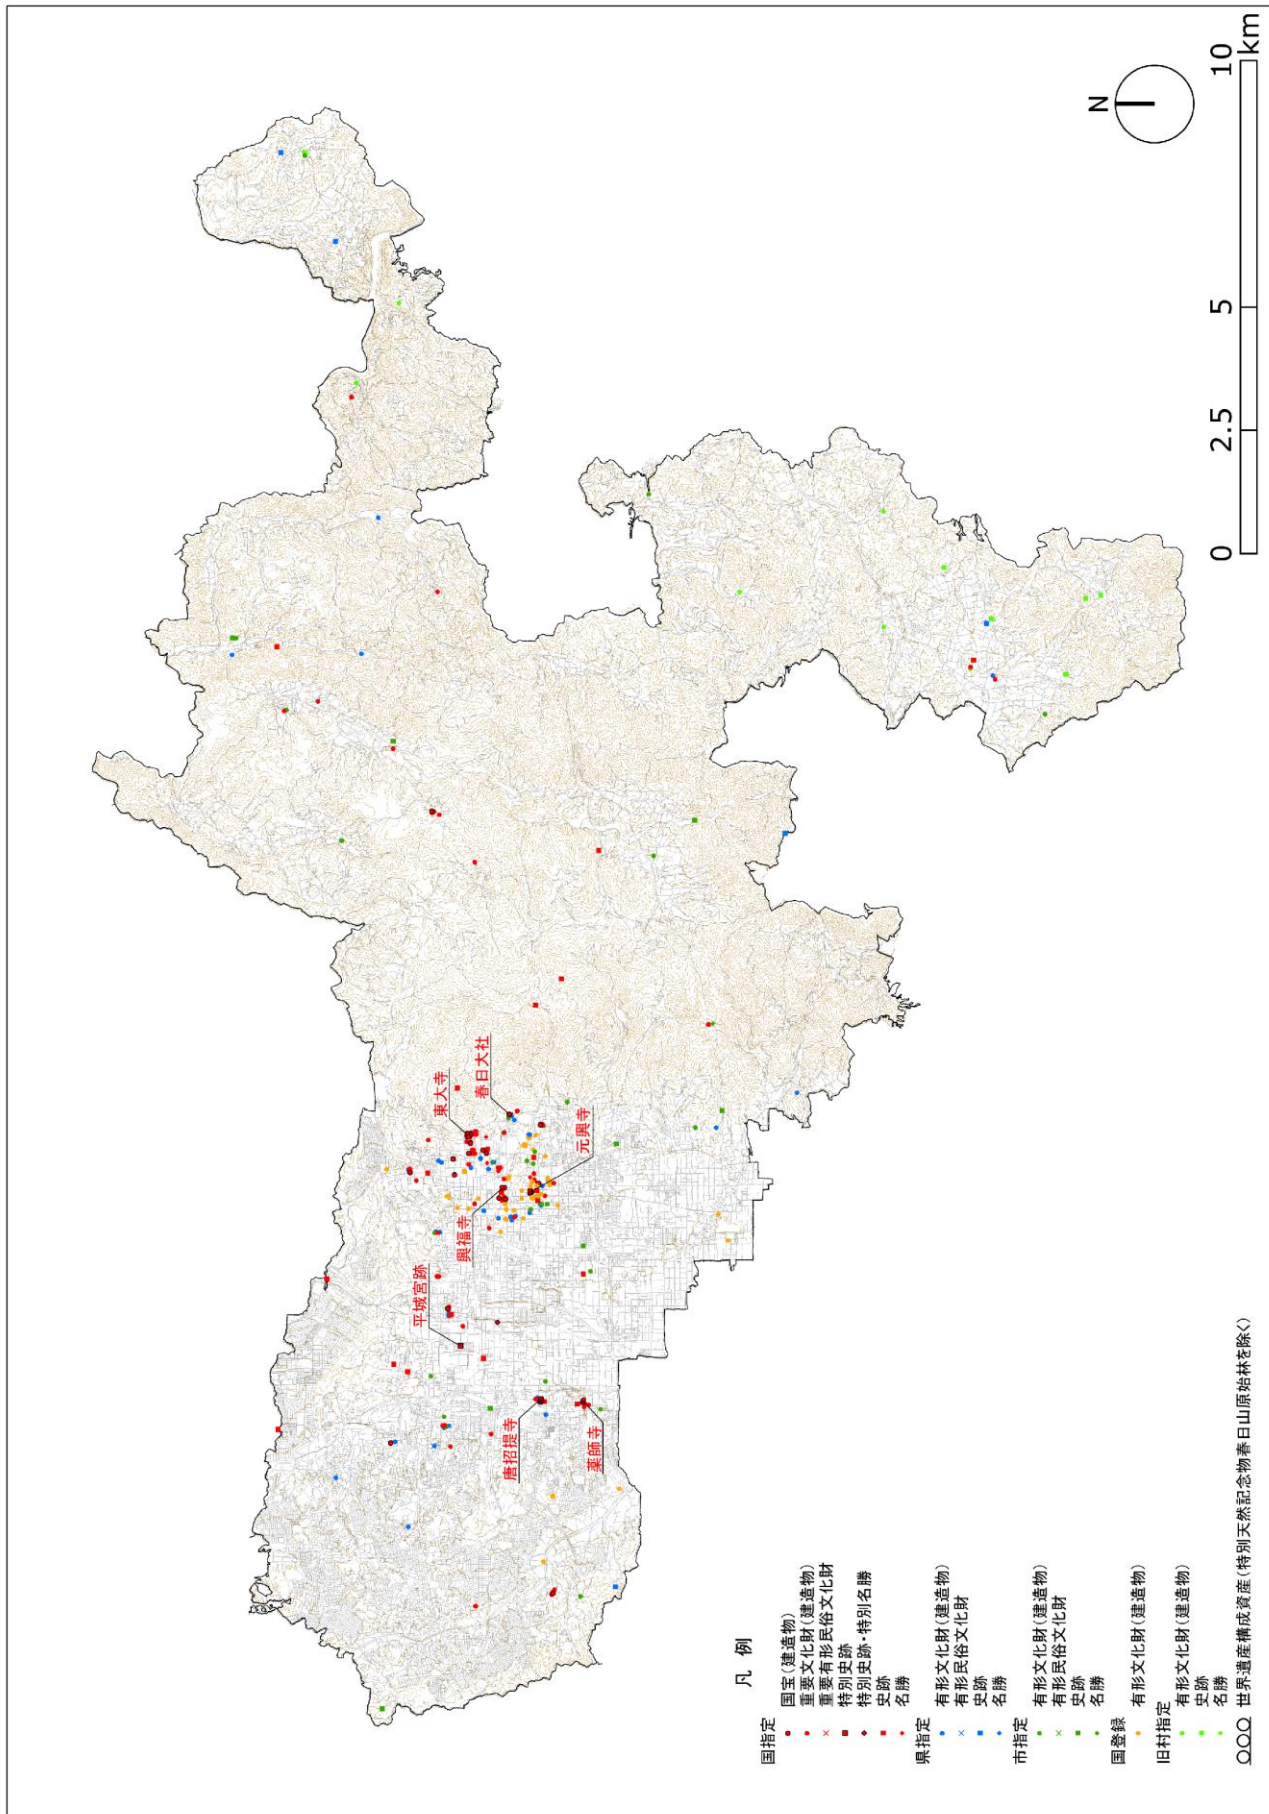 東大寺
春日大社
元興寺
興福寺
平城宮跡
唐招提寺
薬師寺
凡 例
国指定
国宝(建造物)
重要文化財(建造物)
重要有形民俗文化財
特別史跡
特別史跡・特別名勝
史跡
名勝
県指定
有形文化財(建造物)
有形民俗文化財
史跡
名勝
市指定
有形文化財(建造物)
有形民俗文化財
史跡
名勝
国登録
有形文化財(建造物)
旧村指定
有形文化財(建造物)
史跡
名勝
〇〇〇 世界遺産構成資産(特別天然記念物春日山原始林を除く)
N
0 2.5 5 10
km